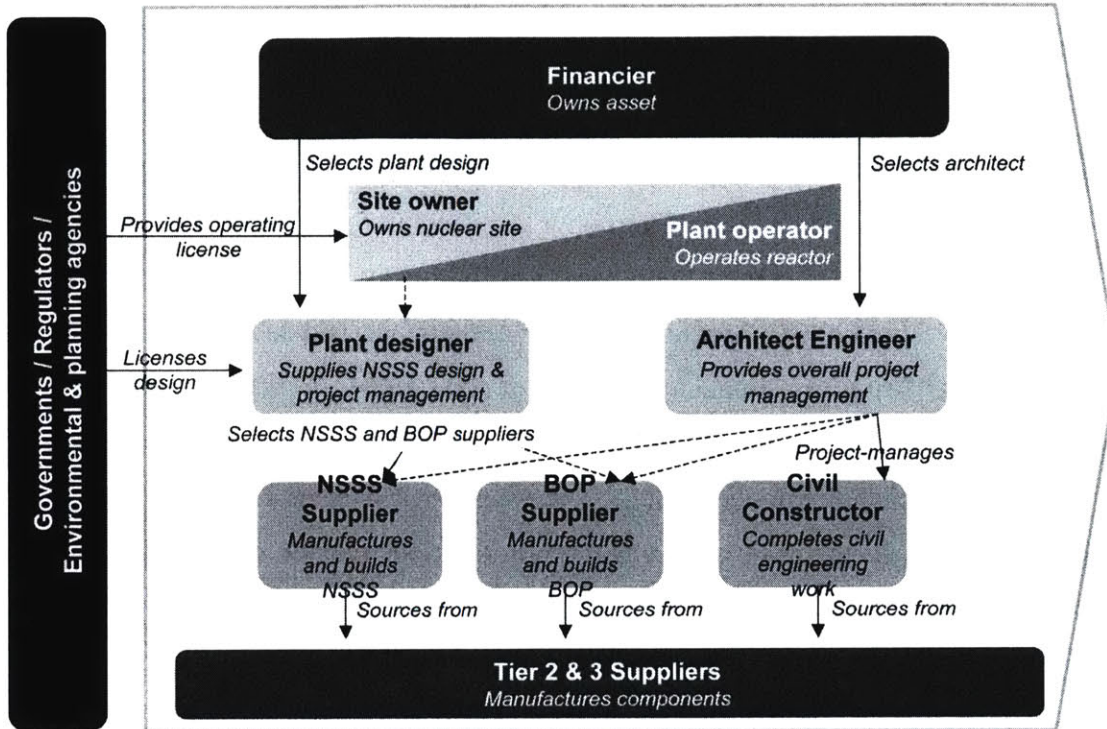 Governments / Regulators /
Environmental & planning agencies
Financier
Owns asset
Selects plant design
Selects architect
Site owner
Owns nuclear site
Plant operator
Operates reactor
Provides operating
license
Plant designer
Supplies NSSS design &
project management
Architect Engineer
Provides overall project
management
Licenses
design
Selects NSSS and BOP suppliers
Project-manages
NSSS
Supplier
Manufactures
and builds
NSSS
BOP
Supplier
Manufactures
and builds
BOP
Civil
Constructor
Completes civil
engineering
work
Sources from
Sources from
Sources from
Tier 2 & 3 Suppliers
Manufactures components